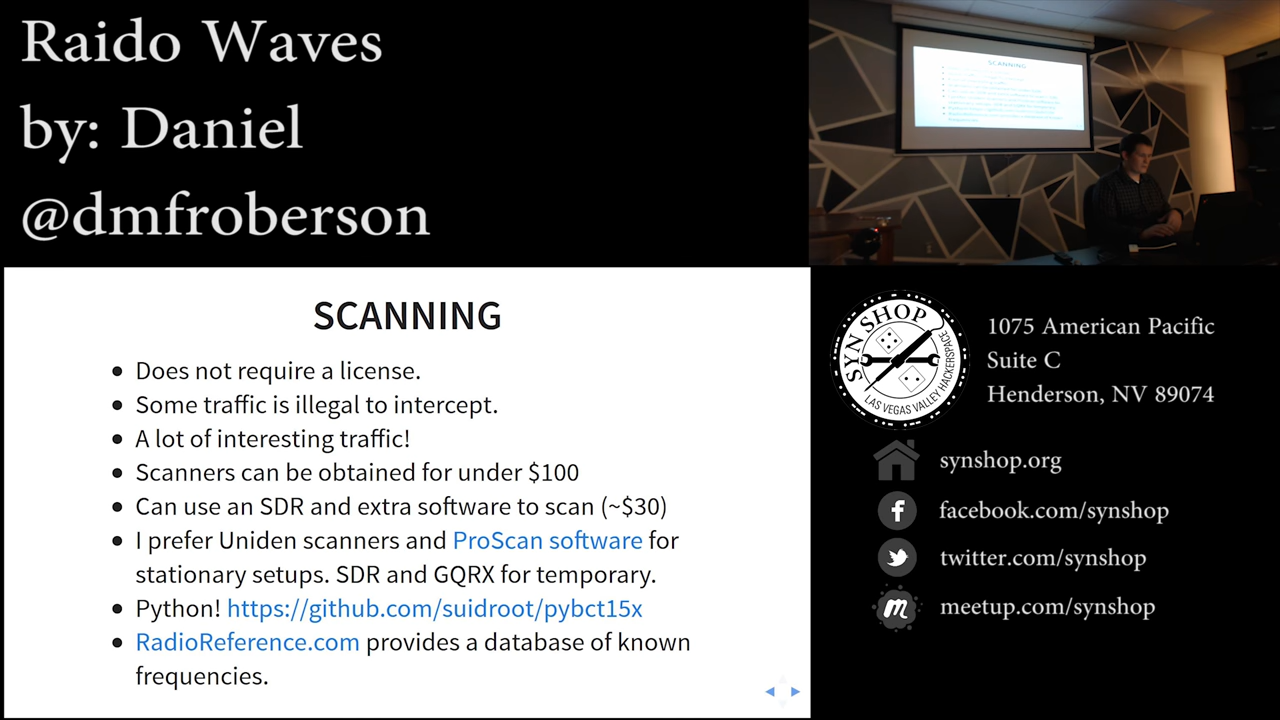 Raido Waves
by: Daniel
@dmfroberson
SCANNING
SCANNING
Does not require a license.
Some traffic is illegal to intercept.
A lot of interesting traffic!
Scanners can be obtained for under $100
Can use an SDR and extra software to scan (~$30)
I prefer Uniden scanners and ProScan software for
stationary setups. SDR and GQRX for temporary.
Python! https://github.com/suidroot/pybct15x
RadioReference.com provides a database of known
frequencies.
SYN SHOP
LAS VEGAS VALLEY HACKERSPACE
1075 American Pacific
Suite C
Henderson, NV 89074
synshop.org
facebook.com/synshop
twitter.com/synshop
meetup.com/synshop